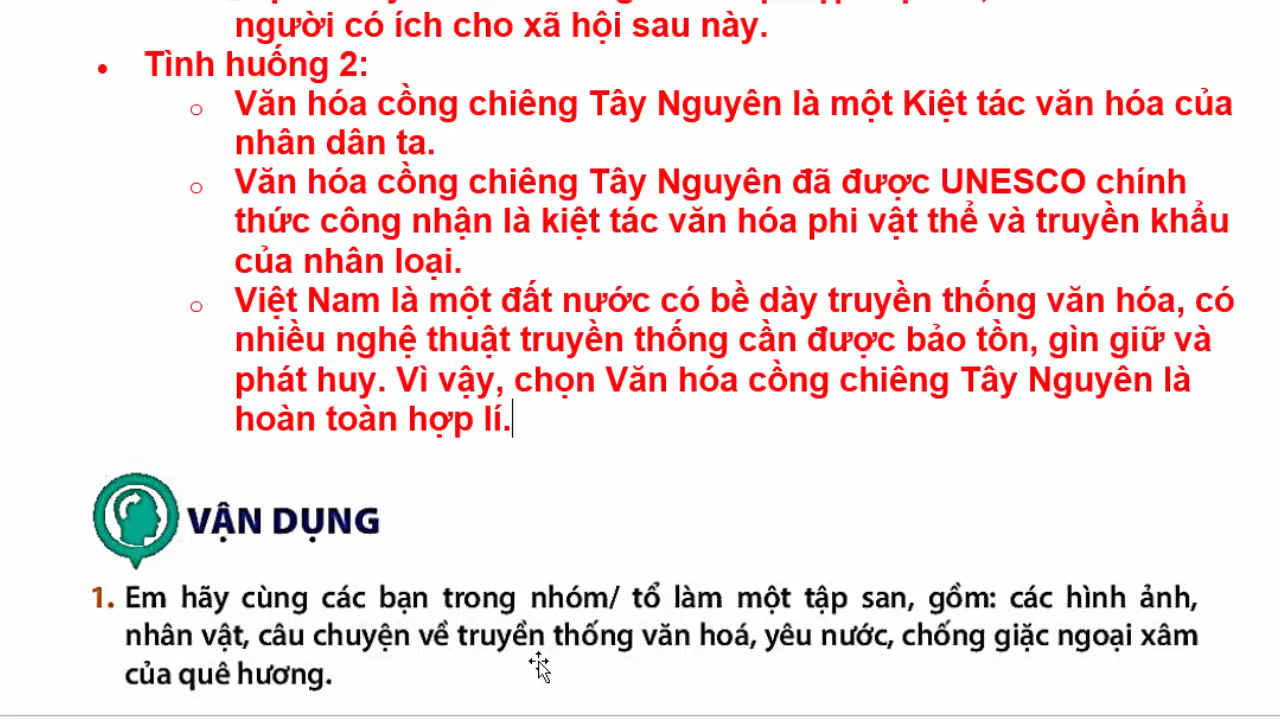 người có ích cho xã hội sau này.
• Tình huống 2:
o Văn hóa cồng chiêng Tây Nguyên là một Kiệt tác văn hóa của
nhân dân ta.
o Văn hóa cồng chiêng Tây Nguyên đã được UNESCO chính
thức công nhận là kiệt tác văn hóa phi vật thể và truyền khẩu
của nhân loại.
o Việt Nam là một đất nước có bề dày truyền thống văn hóa, có
nhiều nghệ thuật truyền thống cần được bảo tồn, gìn giữ và
phát huy. Vì vậy, chọn Văn hóa cồng chiêng Tây Nguyên là
hoàn toàn hợp lí.
VẬN DỤNG
1. Em hãy cùng các bạn trong nhóm/ tổ làm một tập san, gồm: các hình ảnh,
nhân vật, câu chuyện về truyền thống văn hoá, yêu nước, chống giặc ngoại xâm
của quê hương.